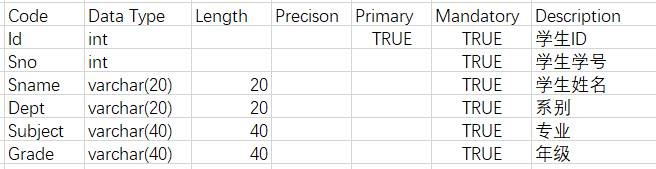 Code Data Type Length Precison Primary Mandatory Description
Id int TRUE TRUE 学生ID
Sno int TRUE 学生学号
Sname varchar(20) 20 TRUE 学生姓名
Dept varchar(20) 20 TRUE 系别
Subject varchar(40) 40 TRUE 专业
Grade varchar(40) 40 TRUE 年级